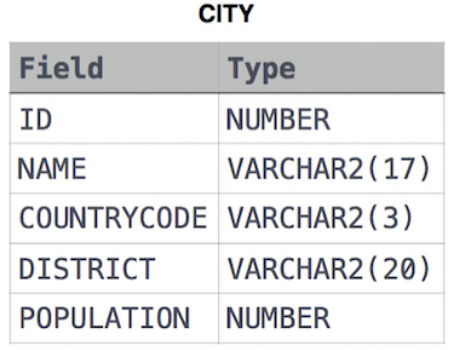 CITY
Field Type
ID NUMBER
NAME VARCHAR2(17)
COUNTRYCODE VARCHAR2(3)
DISTRICT VARCHAR2(20)
POPULATION NUMBER